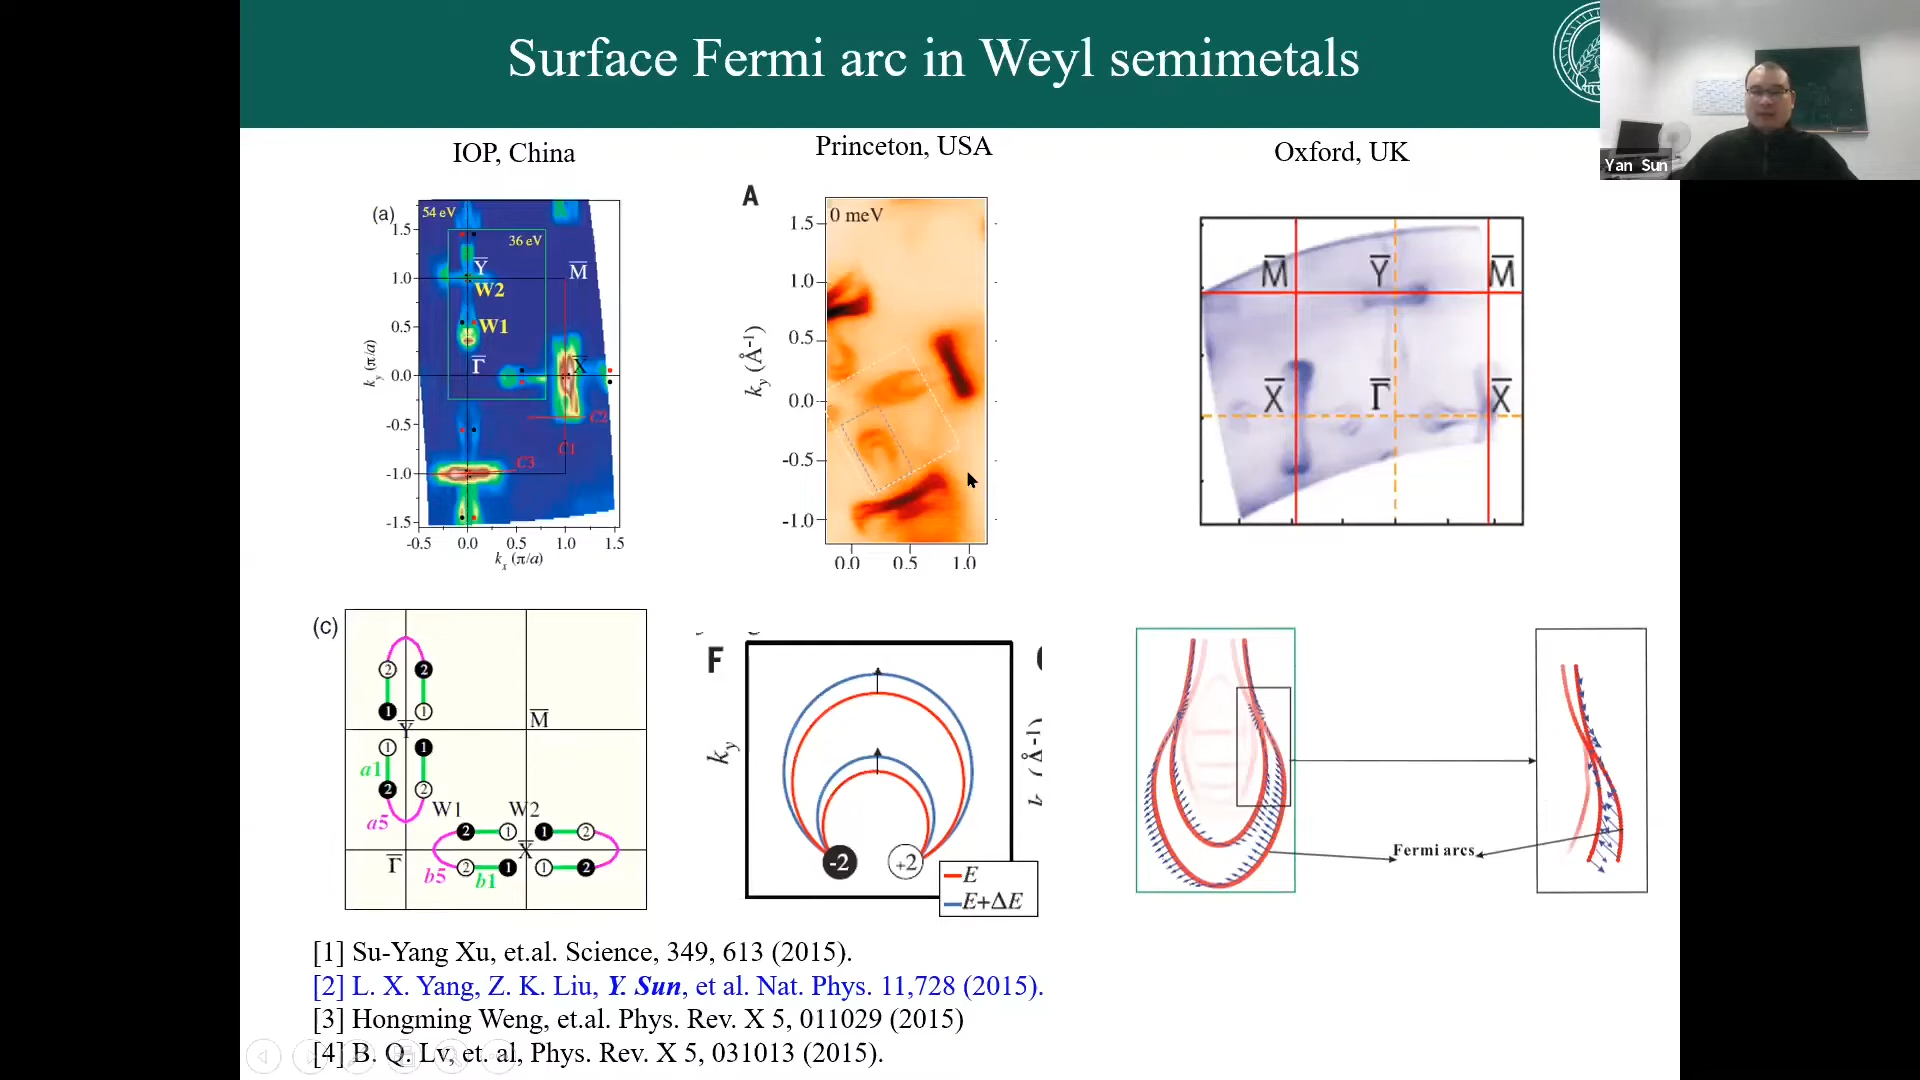 Surface Fermi arc in Weyl semimetals
Yan Sun
IOP, China
Princeton, USA
Oxford, UK
(a)
54 eV
36 eV
1.5
1.0
0.5
0.0
-0.5
-1.0
-1.5
k_y (π/a)
Y̅
M̅
W2
W1
Γ̅
X̅
C2
C1
C3
-0.5 0.0 0.5 1.0 1.5
k_x (π/a)
A
0 meV
1.5
1.0
0.5
0.0
-0.5
-1.0
k_y (Å⁻¹)
0.0 0.5 1.0
M̅ Y̅ M̅
X̅ Γ̅ X̅
(c)
2 2
1 1
Y̅
M̅
1 1
a1
2 2
a5
W1 W2
2 1 1 2
Γ̅
X̅
2 1 1 2
b5 b1
F
k_y
-2 +2
E
E+ΔE
(Å-1)
Fermi arcs
[1] Su-Yang Xu, et.al. Science, 349, 613 (2015).
[2] L. X. Yang, Z. K. Liu, Y. Sun, et al. Nat. Phys. 11,728 (2015).
[3] Hongming Weng, et.al. Phys. Rev. X 5, 011029 (2015)
[4] B. Q. Lv, et. al, Phys. Rev. X 5, 031013 (2015).